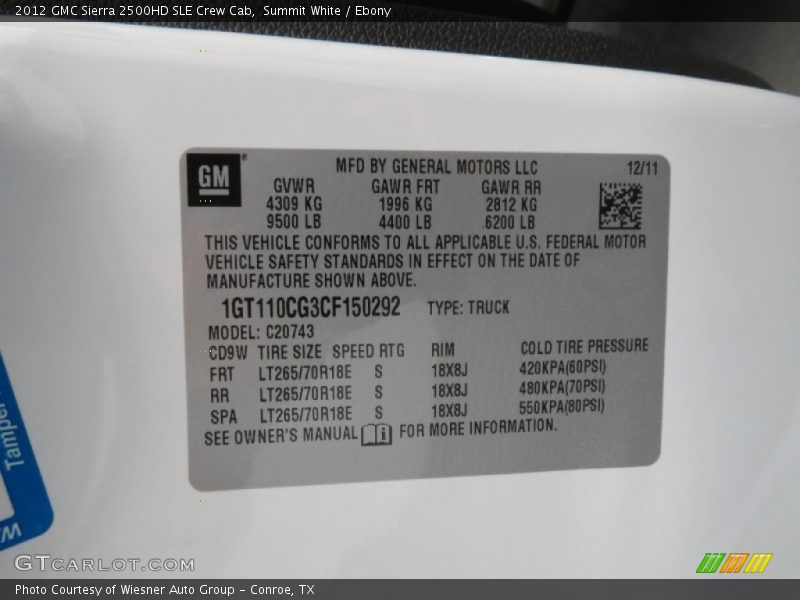 2012 GMC Sierra 2500HD SLE Crew Cab, Summit White / Ebony
GM
MFD BY GENERAL MOTORS LLC 12/11
GVWR GAWR FRT GAWR RR
4309 KG 1996 KG 2812 KG
9500 LB 4400 LB 6200 LB
THIS VEHICLE CONFORMS TO ALL APPLICABLE U.S. FEDERAL MOTOR
VEHICLE SAFETY STANDARDS IN EFFECT ON THE DATE OF
MANUFACTURE SHOWN ABOVE.
1GT110CG3CF150292 TYPE: TRUCK
MODEL: C20743
CD9W TIRE SIZE SPEED RTG RIM COLD TIRE PRESSURE
FRT LT265/70R18E S 18X8J 420KPA(60PSI)
RR LT265/70R18E S 18X8J 480KPA(70PSI)
SPA LT265/70R18E S 18X8J 550KPA(80PSI)
SEE OWNER'S MANUAL i FOR MORE INFORMATION.
Tamper
GTCARLOT.COM
Photo Courtesy of Wiesner Auto Group - Conroe, TX